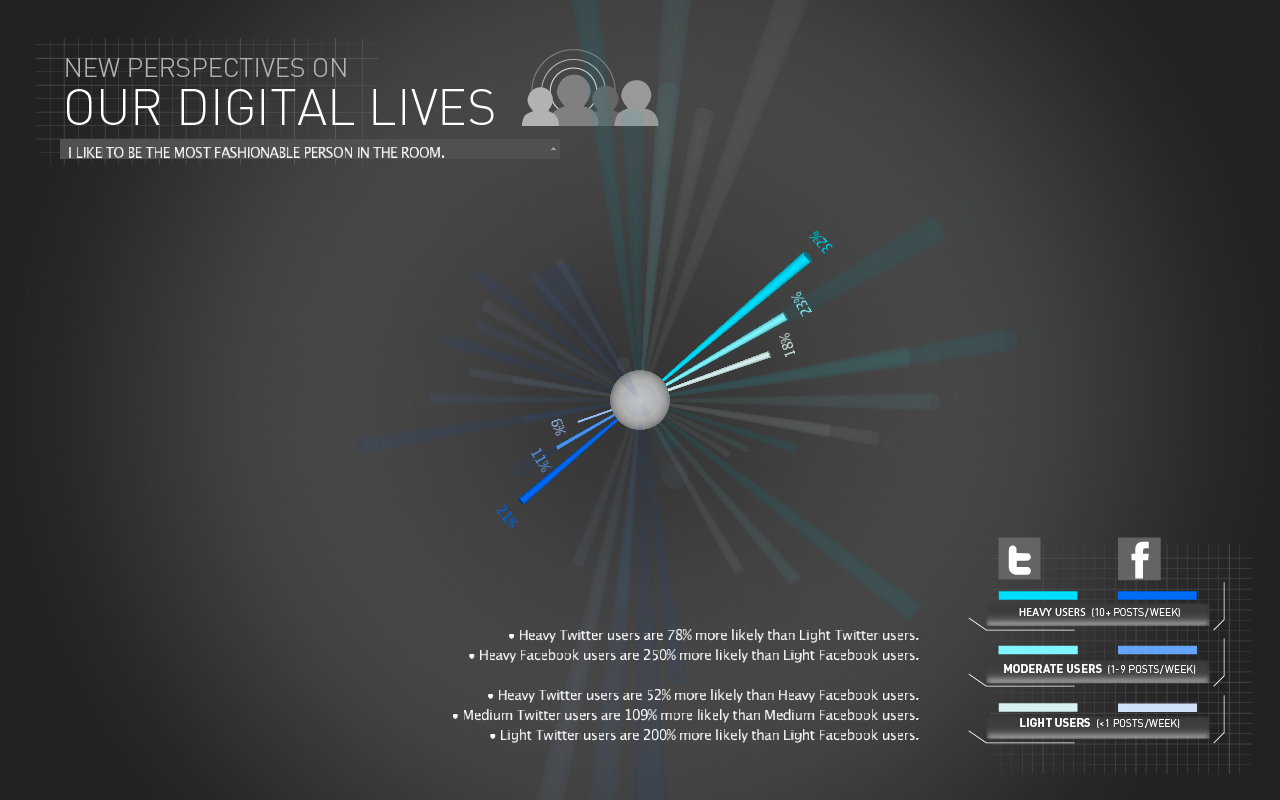 NEW PERSPECTIVES ON
OUR DIGITAL LIVES
I LIKE TO BE THE MOST FASHIONABLE PERSON IN THE ROOM.
32%
23%
18%
9%
11%
21%
• Heavy Twitter users are 78% more likely than Light Twitter users.
• Heavy Facebook users are 250% more likely than Light Facebook users.
• Heavy Twitter users are 52% more likely than Heavy Facebook users.
• Medium Twitter users are 109% more likely than Medium Facebook users.
• Light Twitter users are 200% more likely than Light Facebook users.
t f
HEAVY USERS (10+ POSTS/WEEK)
MODERATE USERS (1-9 POSTS/WEEK)
LIGHT USERS (<1 POSTS/WEEK)